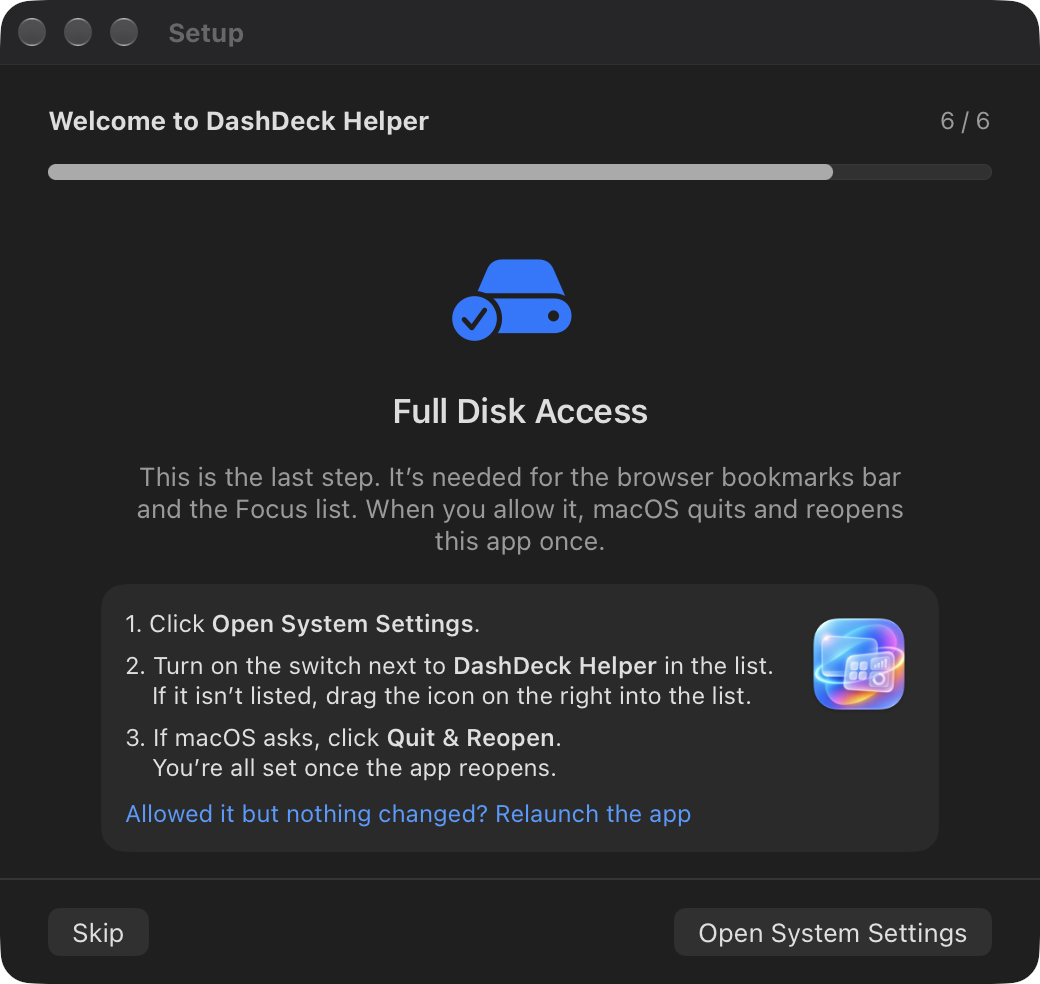 Setup
Welcome to DashDeck Helper
6 / 6
Full Disk Access
This is the last step. It’s needed for the browser bookmarks bar
and the Focus list. When you allow it, macOS quits and reopens
this app once.
1. Click Open System Settings.
2. Turn on the switch next to DashDeck Helper in the list.
If it isn’t listed, drag the icon on the right into the list.
3. If macOS asks, click Quit & Reopen.
You’re all set once the app reopens.
Allowed it but nothing changed? Relaunch the app
Skip
Open System Settings